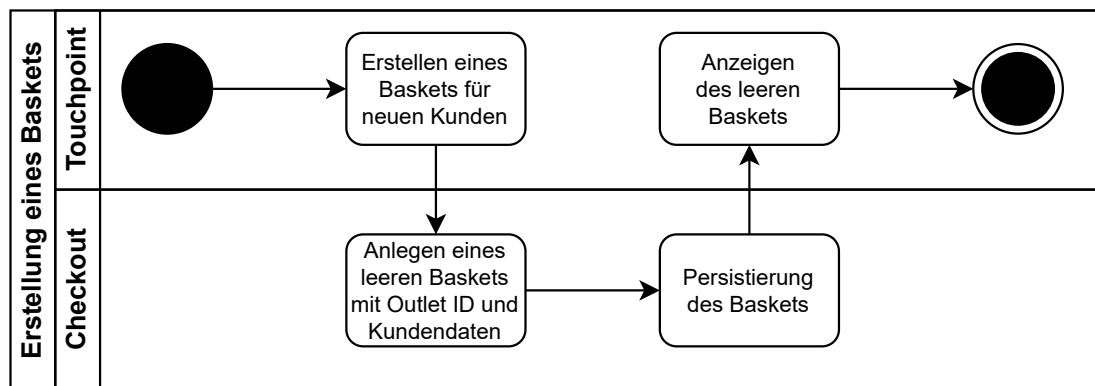 Erstellung eines Baskets
Touchpoint
Erstellen eines
Baskets für
neuen Kunden
Anzeigen
des leeren
Baskets
Checkout
Anlegen eines
leeren Baskets
mit Outlet ID und
Kundendaten
Persistierung
des Baskets